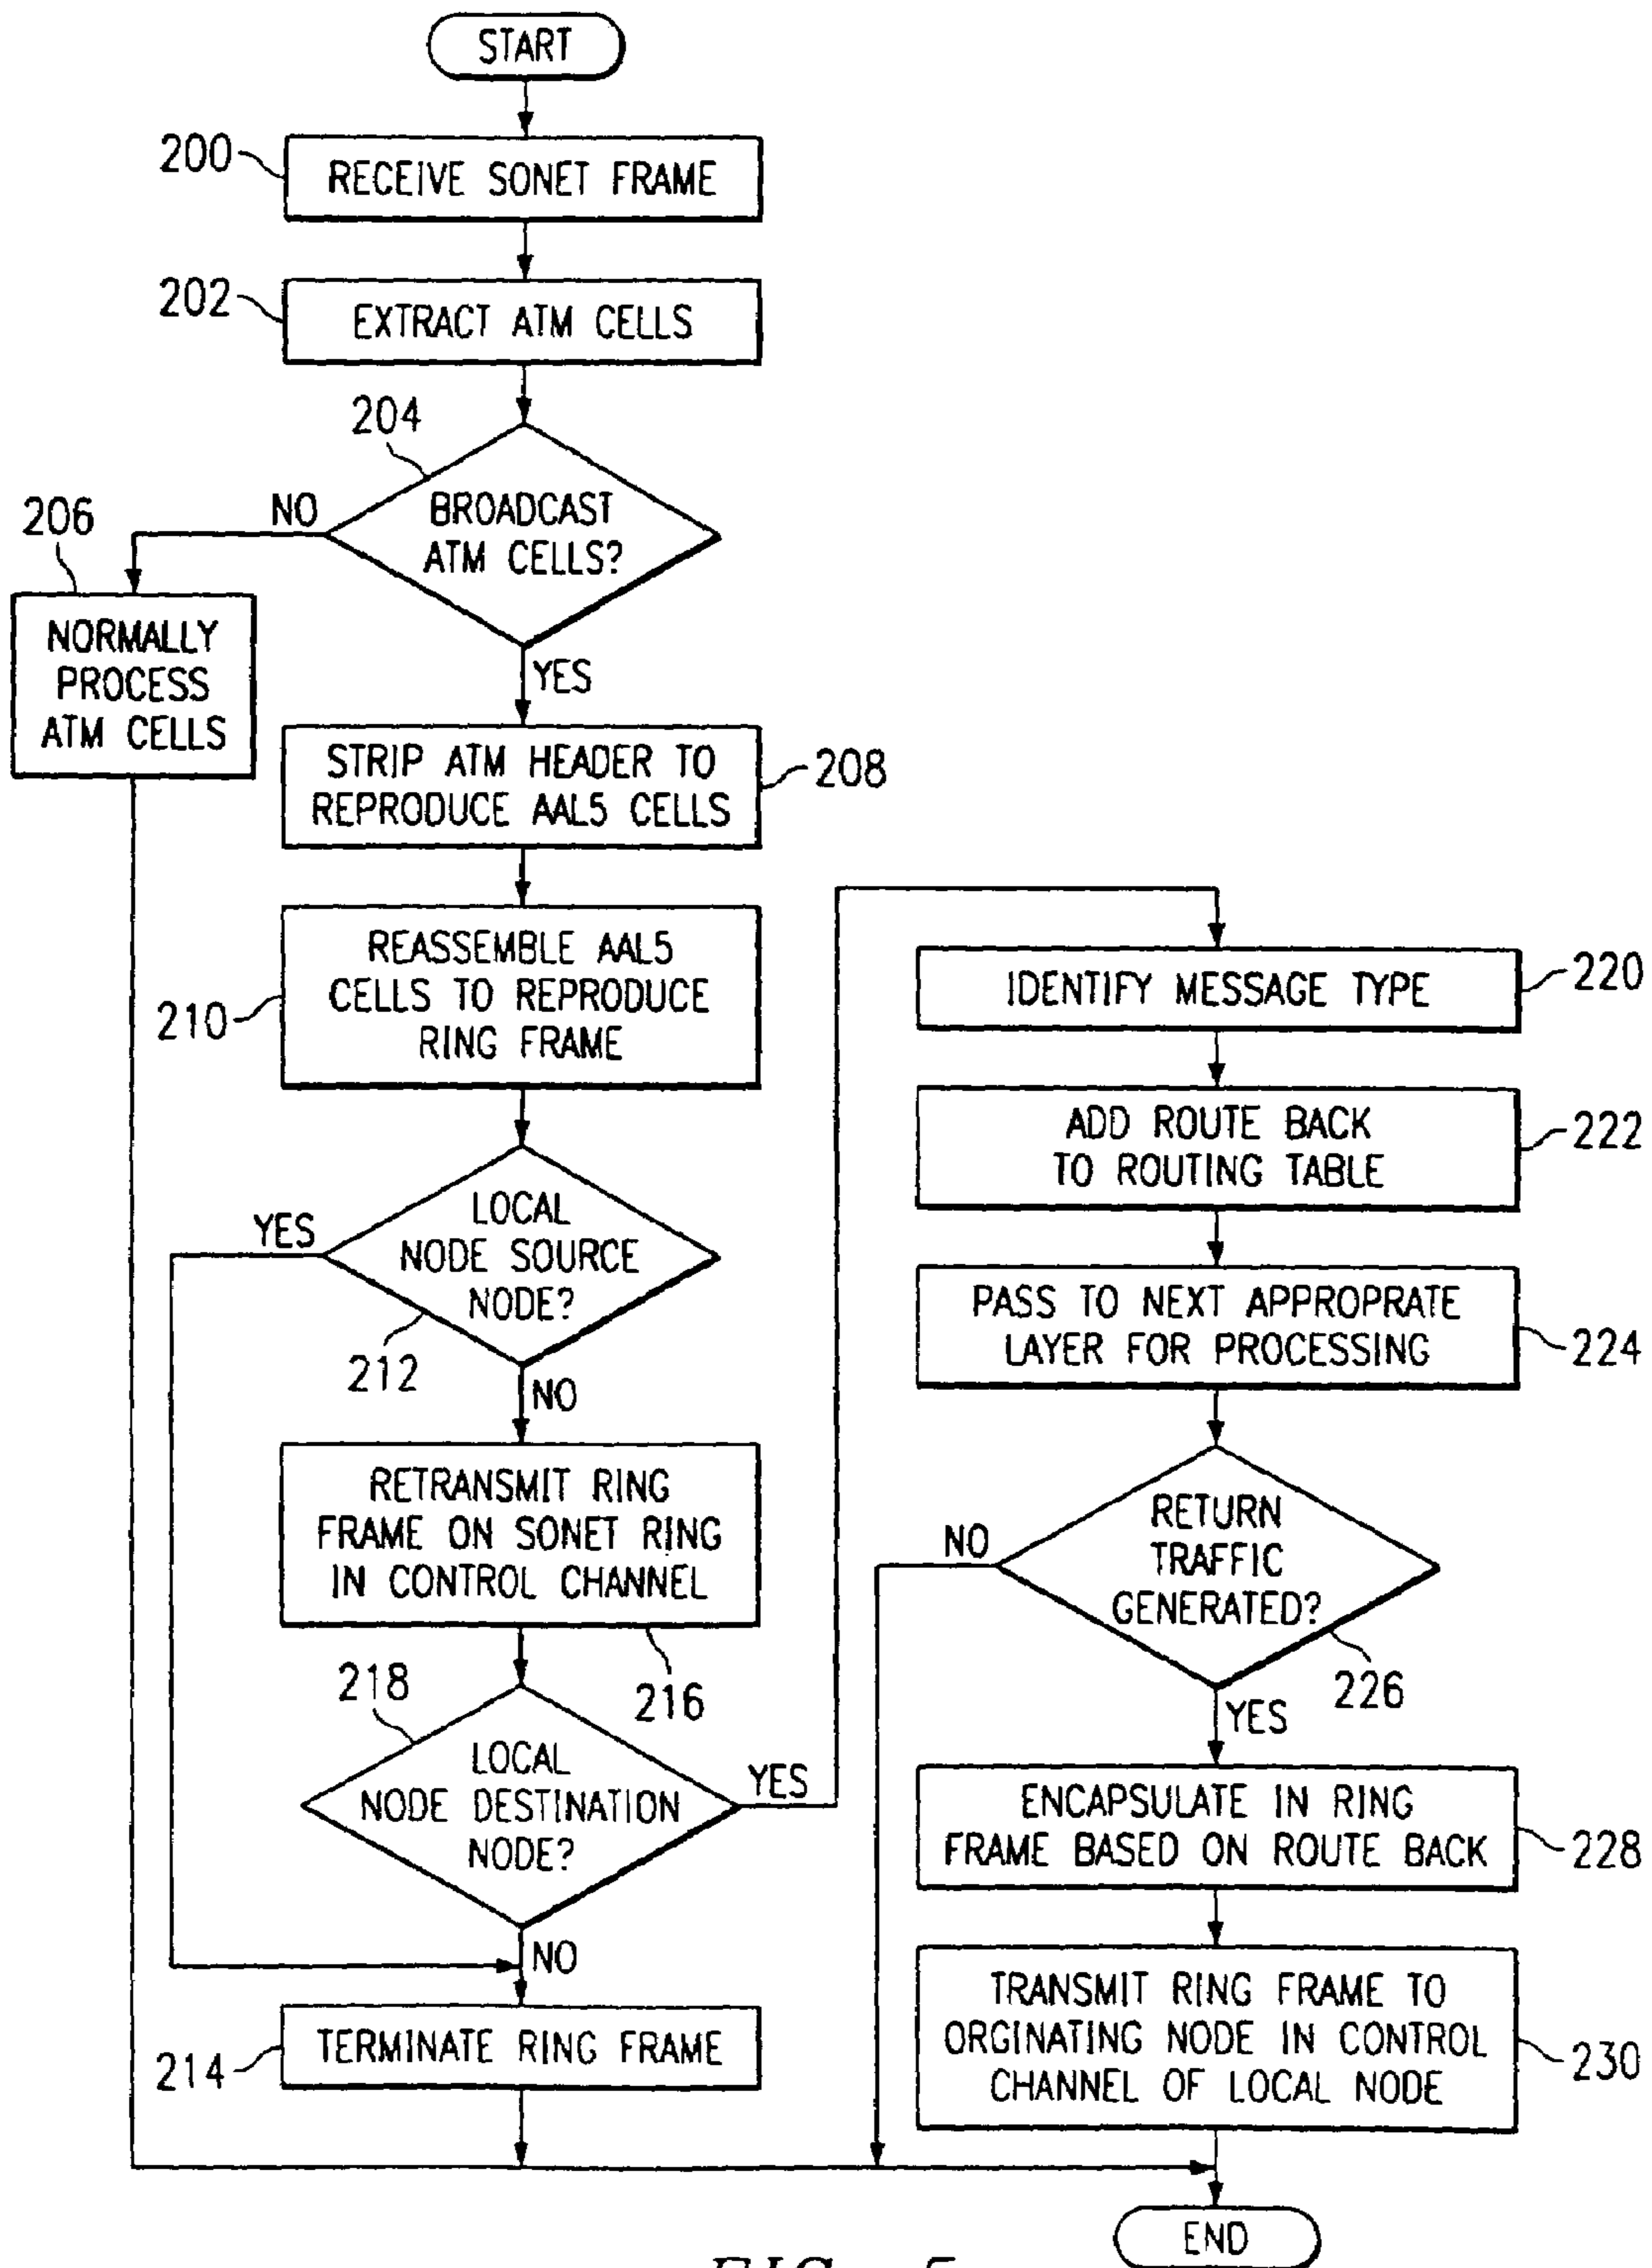 START
200
RECEIVE SONET FRAME
202
EXTRACT ATM CELLS
204
BROADCAST
ATM CELLS?
NO
YES
206
NORMALLY
PROCESS
ATM CELLS
STRIP ATM HEADER TO
REPRODUCE AAL5 CELLS
208
REASSEMBLE AAL5
CELLS TO REPRODUCE
RING FRAME
210
LOCAL
NODE SOURCE
NODE?
YES
212
NO
RETRANSMIT RING
FRAME ON SONET RING
IN CONTROL CHANNEL
216
218
LOCAL
NODE DESTINATION
NODE?
YES
NO
TERMINATE RING FRAME
214
IDENTIFY MESSAGE TYPE
220
ADD ROUTE BACK
TO ROUTING TABLE
222
PASS TO NEXT APPROPRATE
LAYER FOR PROCESSING
224
RETURN
TRAFFIC
GENERATED?
NO
226
YES
ENCAPSULATE IN RING
FRAME BASED ON ROUTE BACK
228
TRANSMIT RING FRAME TO
ORGINATING NODE IN CONTROL
CHANNEL OF LOCAL NODE
230
END